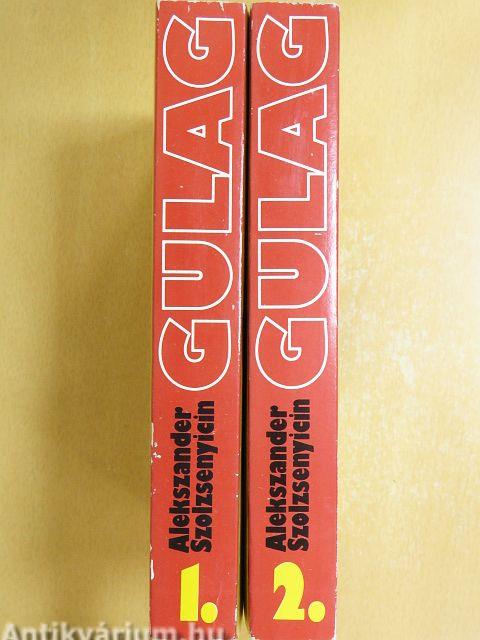 GULAG
Alekszander
Szolzsenyicin
1.
GULAG
Alekszander
Szolzsenyicin
2.
Antikvárium.hu